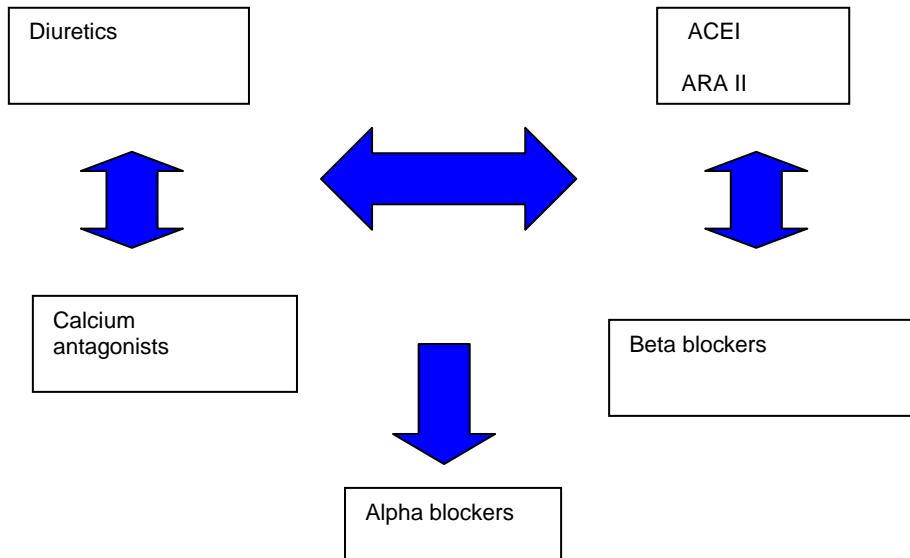 Diuretics
ACEI
ARA II
Calcium
antagonists
Beta blockers
Alpha blockers